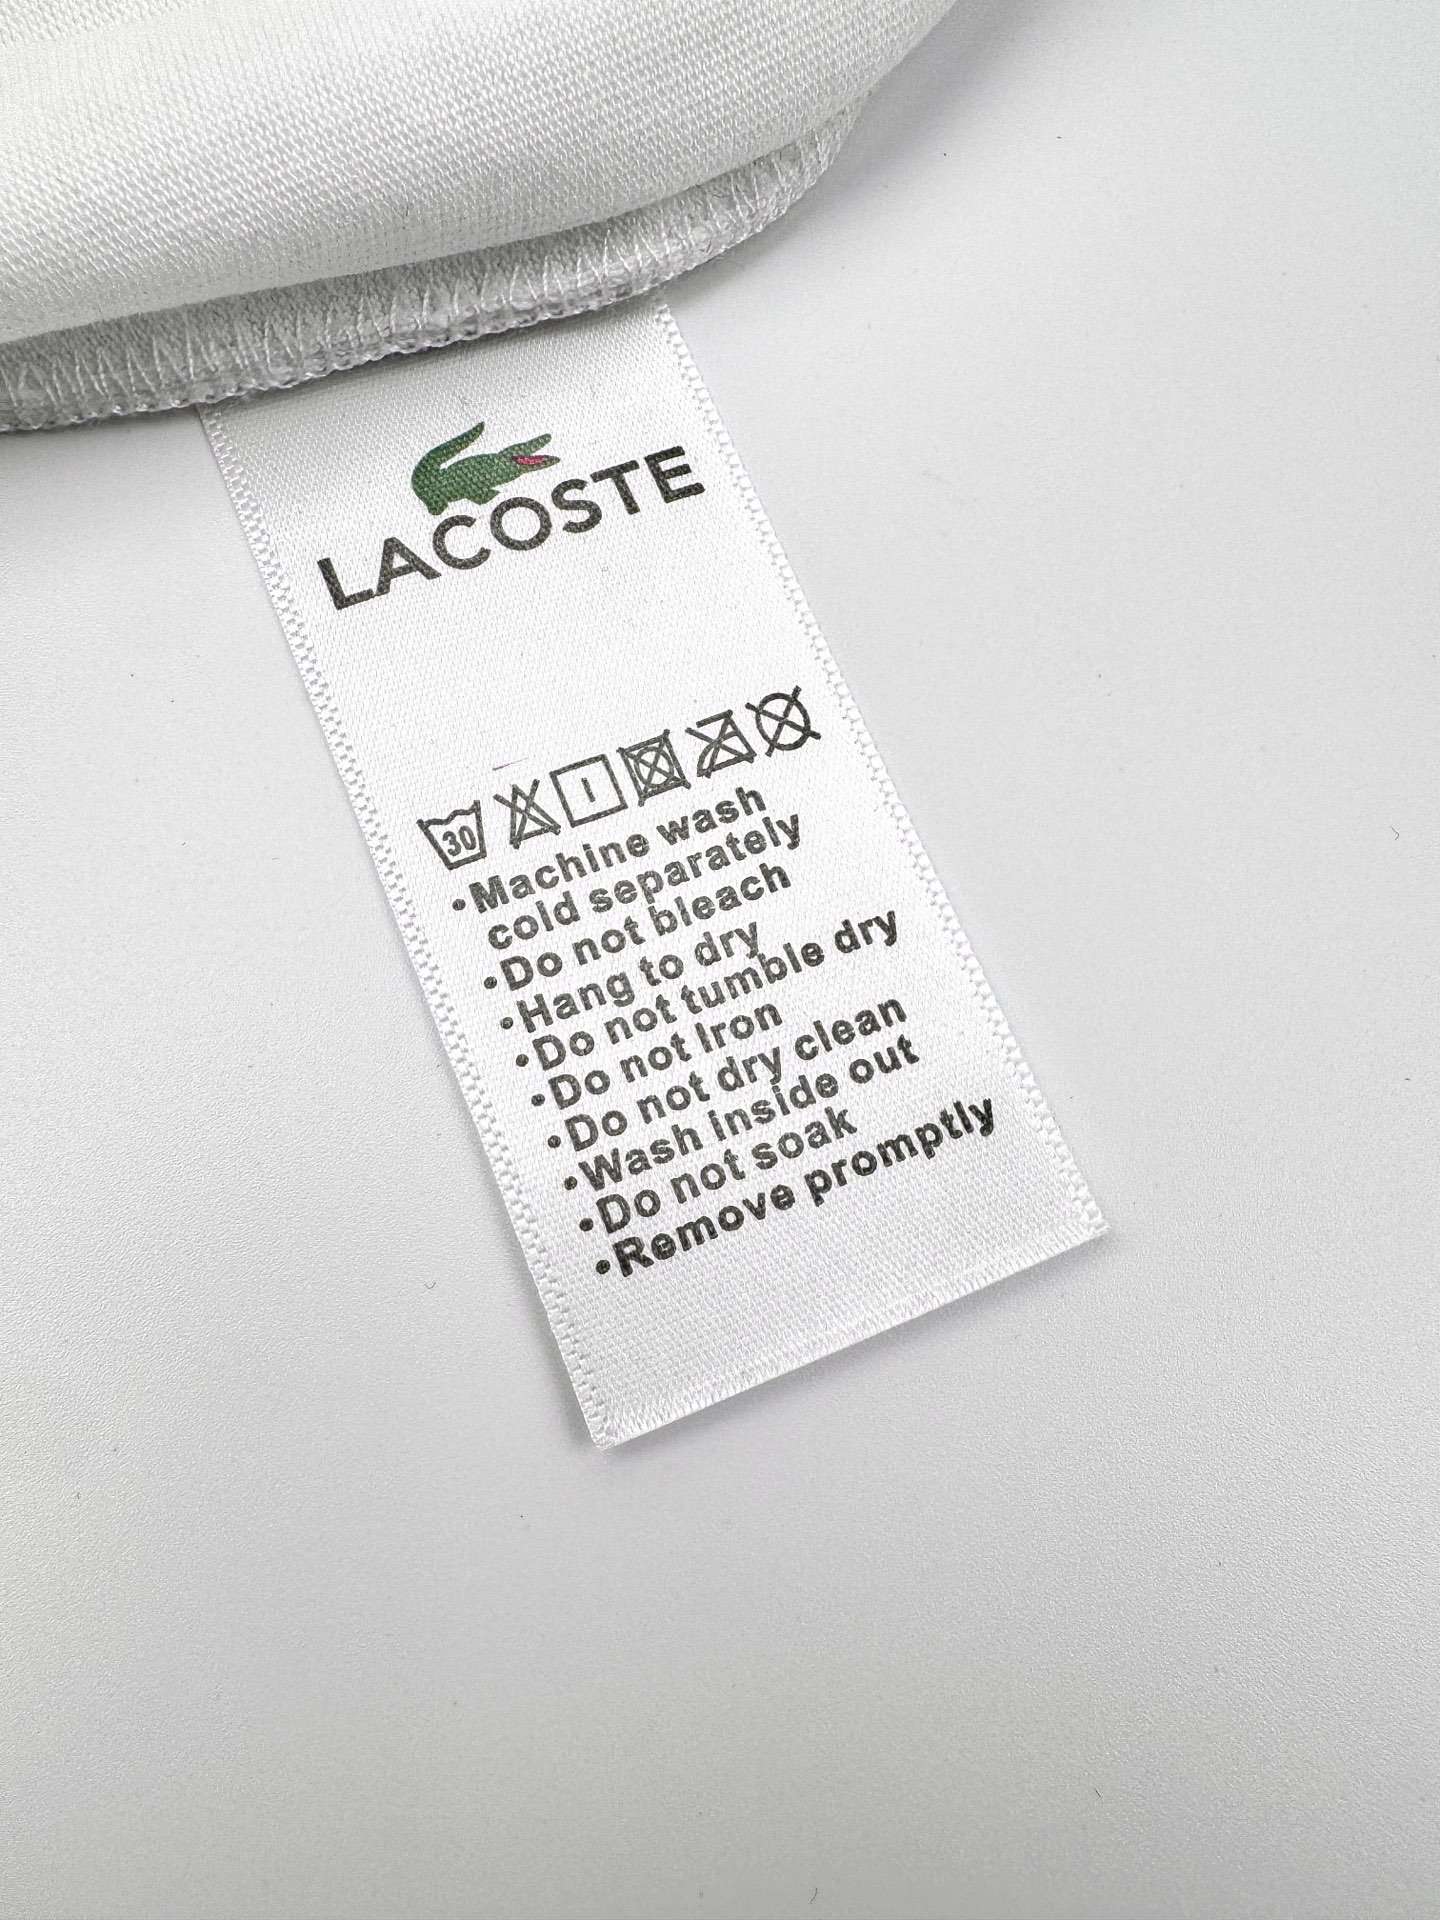 LACOSTE
30
•Machine wash
cold separately
•Do not bleach
•Hang to dry
•Do not tumble dry
•Do not Iron
•Do not dry clean
•Wash inside out
•Do not soak
•Remove promptly